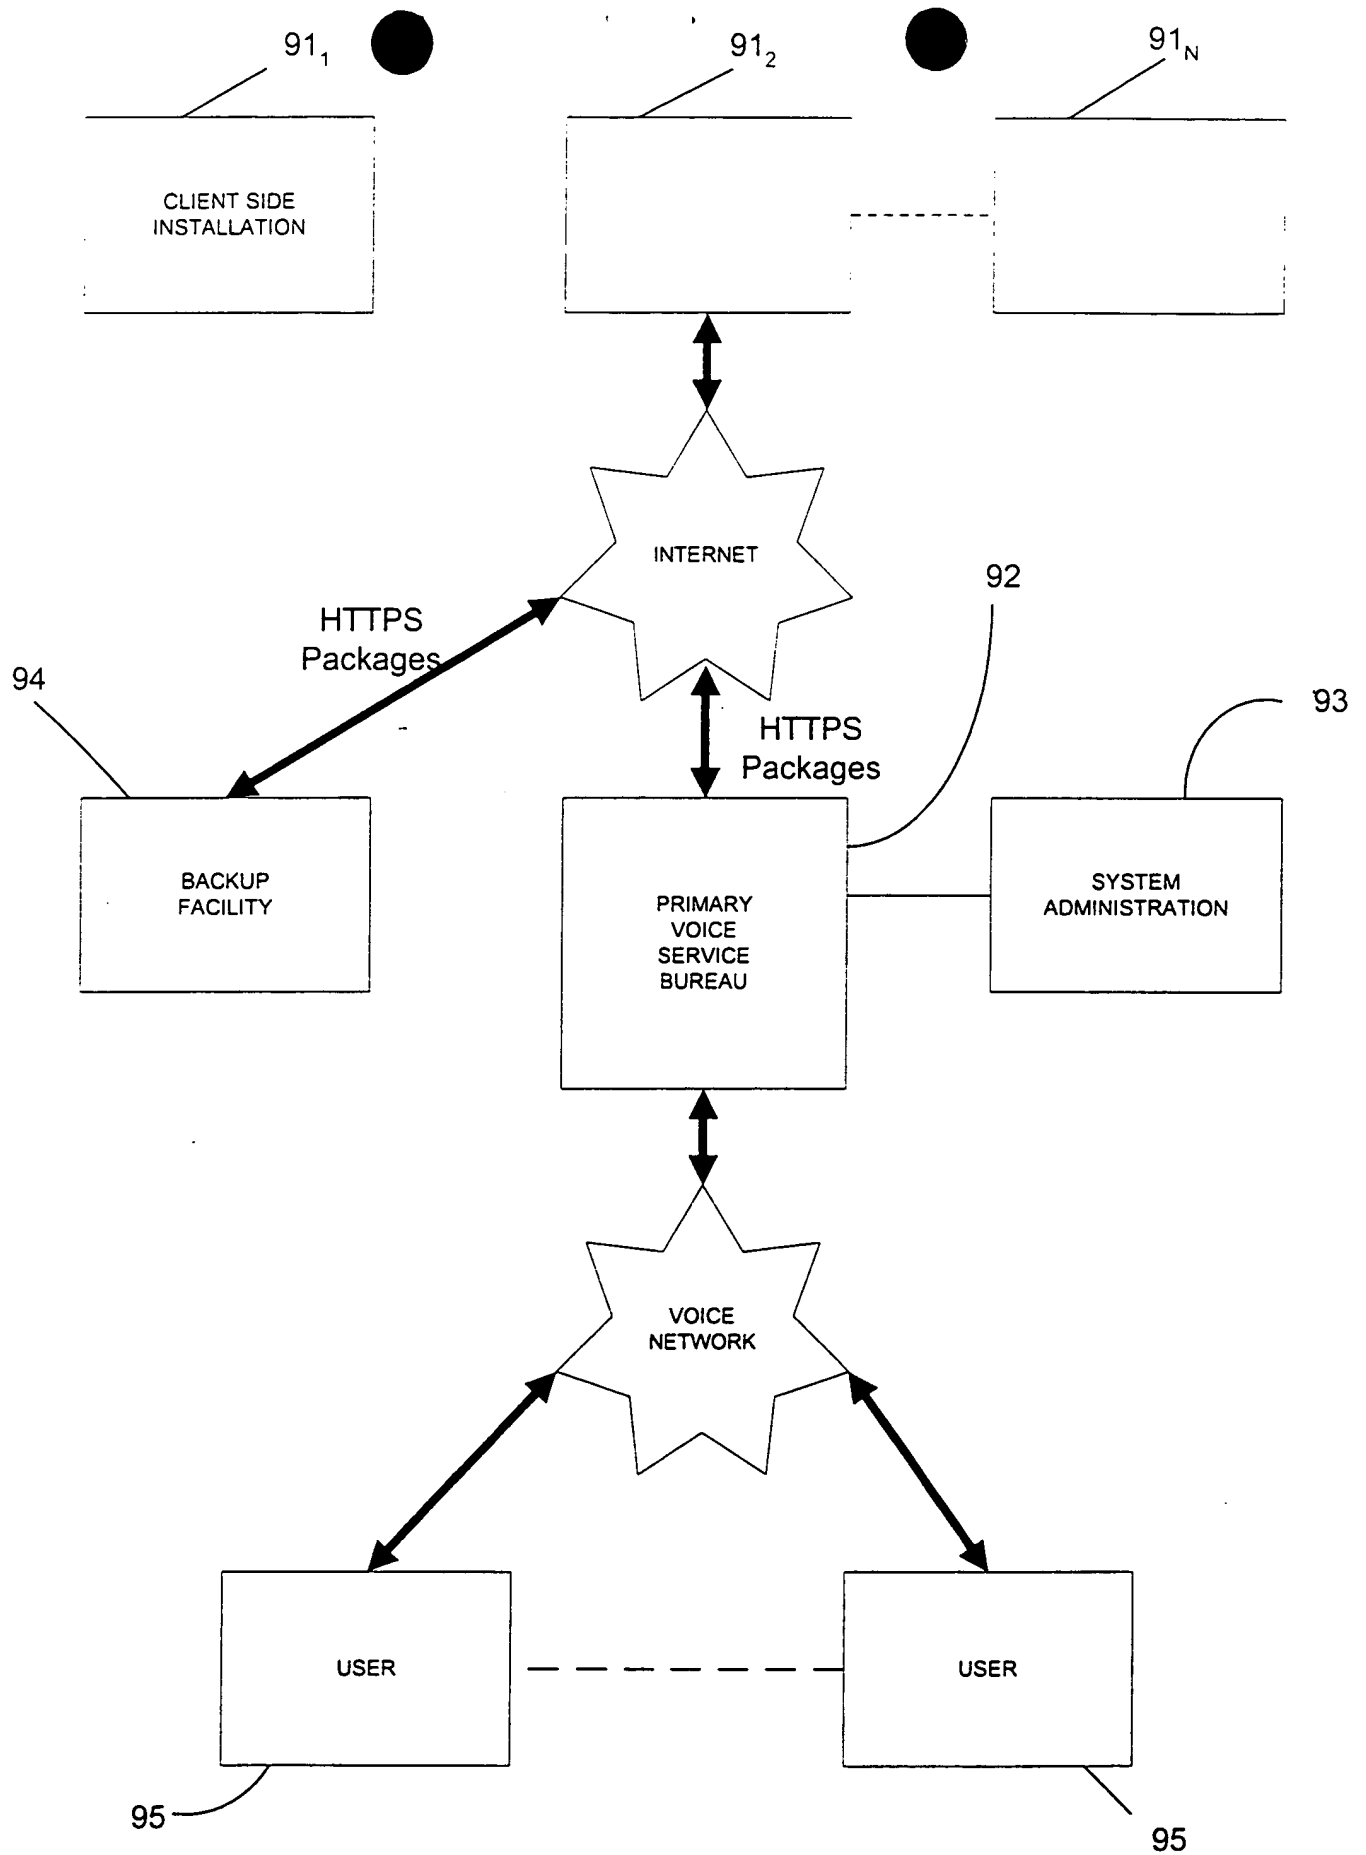 91₁
91₂
91N
CLIENT SIDE
INSTALLATION
INTERNET
92
HTTPS
Packages
94
93
HTTPS
Packages
BACKUP
FACILITY
PRIMARY
VOICE
SERVICE
BUREAU
SYSTEM
ADMINISTRATION
VOICE
NETWORK
USER
USER
95
95